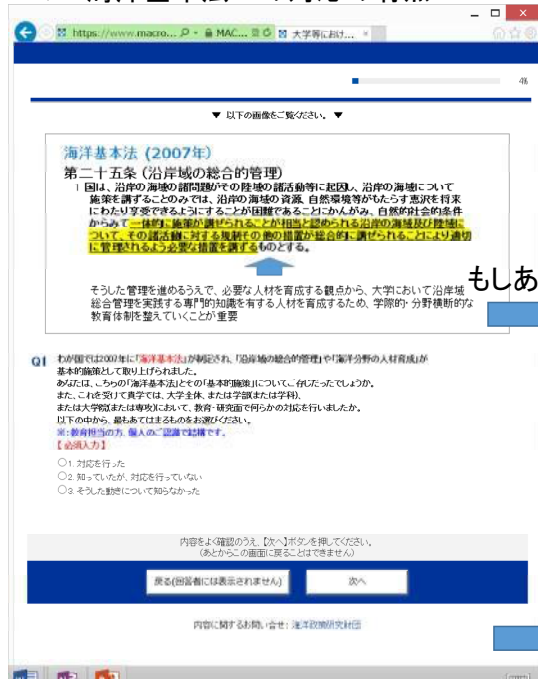 https://www.macro...
MAC...
大学等におけ...
4%
▼ 以下の画像をご覧ください。 ▼
海洋基本法 (2007年)
第二十五条 (沿岸域の総合的管理)
1 国は、沿岸の海域の諸問題がその陸域の諸活動等に起因し、沿岸の海域について
施策を講ずることのみでは、沿岸の海域の資源、自然環境等がもたらす恵沢を将来
にわたり享受できるようにすることが困難であることにかんがみ、自然的社会的条件
からみて一体的に施策が講ぜられることが相当と認められる沿岸の海域及び陸域に
ついて、その諸活動に対する規制その他の措置が総合的に講ぜられることにより適切
に管理されるよう必要な措置を講ずるものとする。
そうした管理を進めるうえで、必要な人材を育成する観点から、大学において沿岸域
総合管理を実践する専門的知識を有する人材を育成するため、学際的・分野横断的な
教育体制を整えていくことが重要
もしあ
Q1 わが国では2007年に「海洋基本法」が制定され、「沿岸域の総合的管理」や「海洋分野の人材育成」が
基本的施策として取り上げられました。
あなたは、こちらの「海洋基本法」とその「基本的施策」について、ご存じだったでしょうか。
また、これを受けて貴学では、大学全体、または学部(または学科)、
または大学院(または専攻)において、教育・研究面で何らかの対応を行いましたか。
以下の中から、最もあてはまるものをお選びください。
※:教育担当の方、個人のご認識で結構です。
【必須入力】
1. 対応を行った
2. 知っていたが、対応を行っていない
3. そうした動きについて知らなかった
内容をよく確認のうえ、【次へ】ボタンを押してください。
(あとからこの画面に戻ることはできません)
戻る(回答者には表示されません)
次へ
内容に関するお問い合せ: 海洋政策研究財団